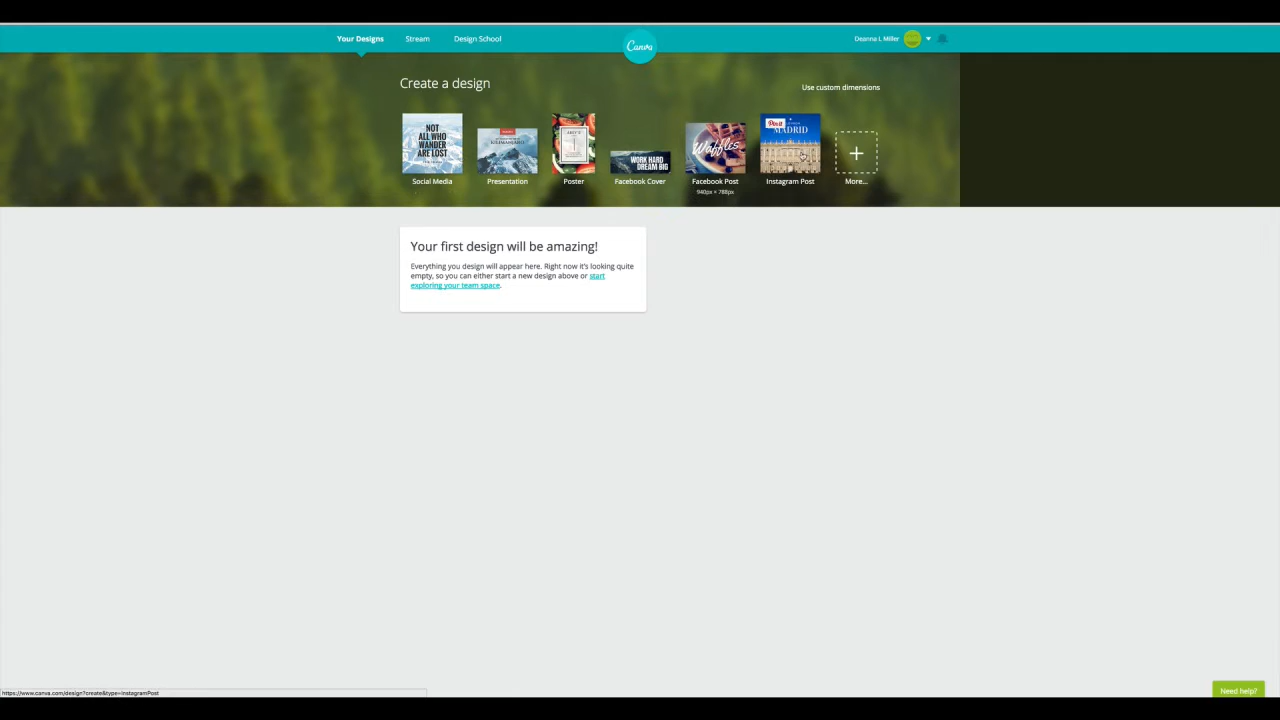 Your Designs
Stream
Design School
Canva
Deanna L Miller
Create a design
Use custom dimensions
NOT
ALL WHO
WANDER
ARE LOST
WORK HARD
DREAM BIG
Waffles
Pin it
MADRID
Social Media
Presentation
Poster
Facebook Cover
Facebook Post
Instagram Post
More...
940px × 788px
Your first design will be amazing!
Everything you design will appear here. Right now it's looking quite
empty, so you can either start a new design above or start
exploring your team space.
https://www.canva.com/design?create&type=InstagramPost
Need help?